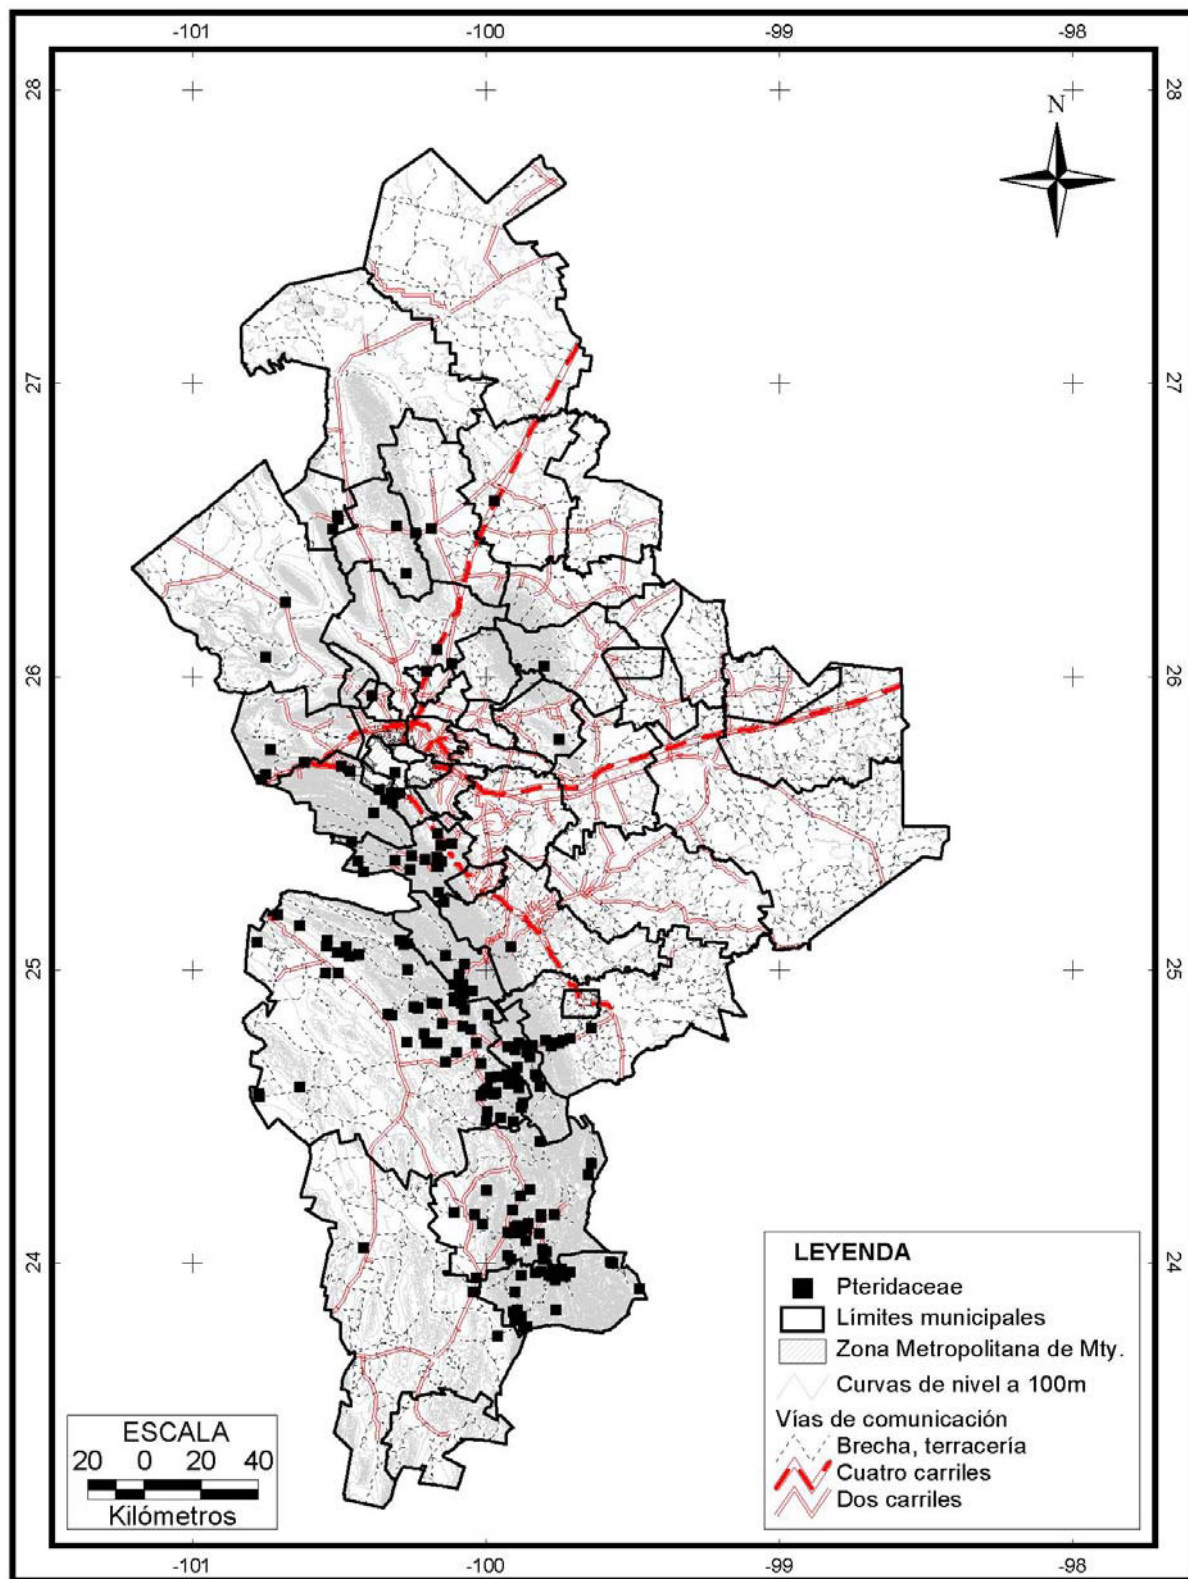 -101 -100 -99 -98
28 28
N
27 27
26 26
25 25
24 24
LEYENDA
Pteridaceae
Límites municipales
Zona Metropolitana de Mty.
Curvas de nivel a 100m
Vías de comunicación
Brecha, terracería
Cuatro carriles
Dos carriles
ESCALA
20 0 20 40
Kilómetros
-101 -100 -99 -98